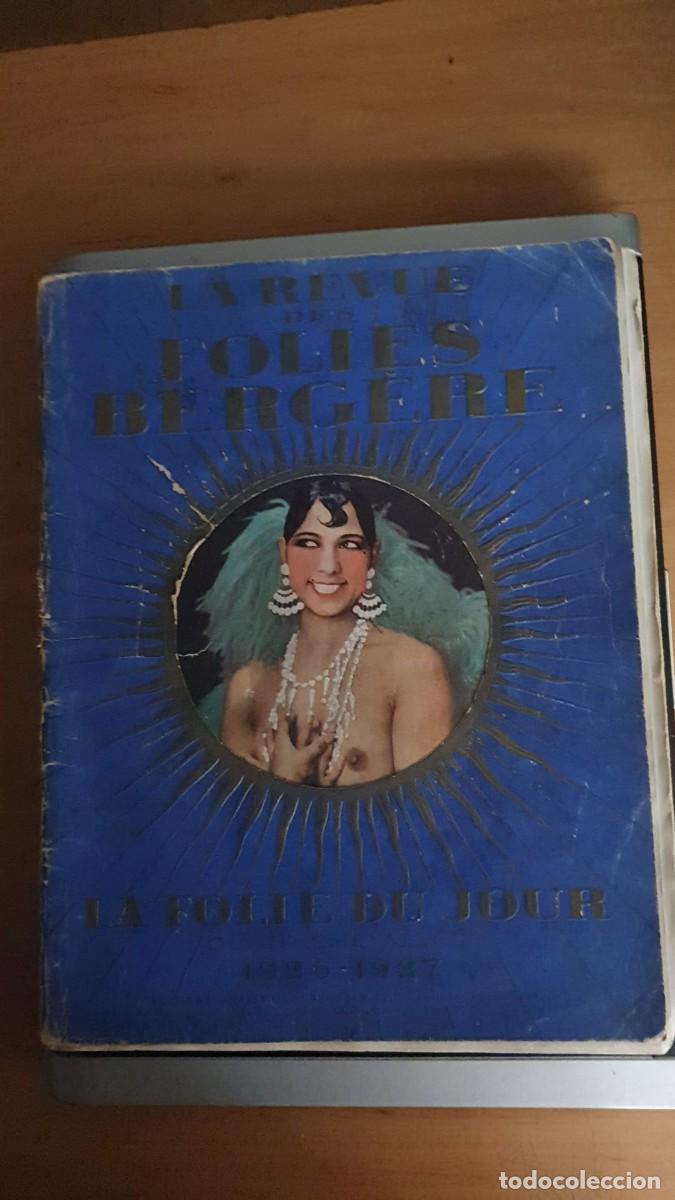 LA REVUE
DES
FOLIES
BERGÈRE
LA FOLIE DU JOUR
1926-1927
todocoleccion